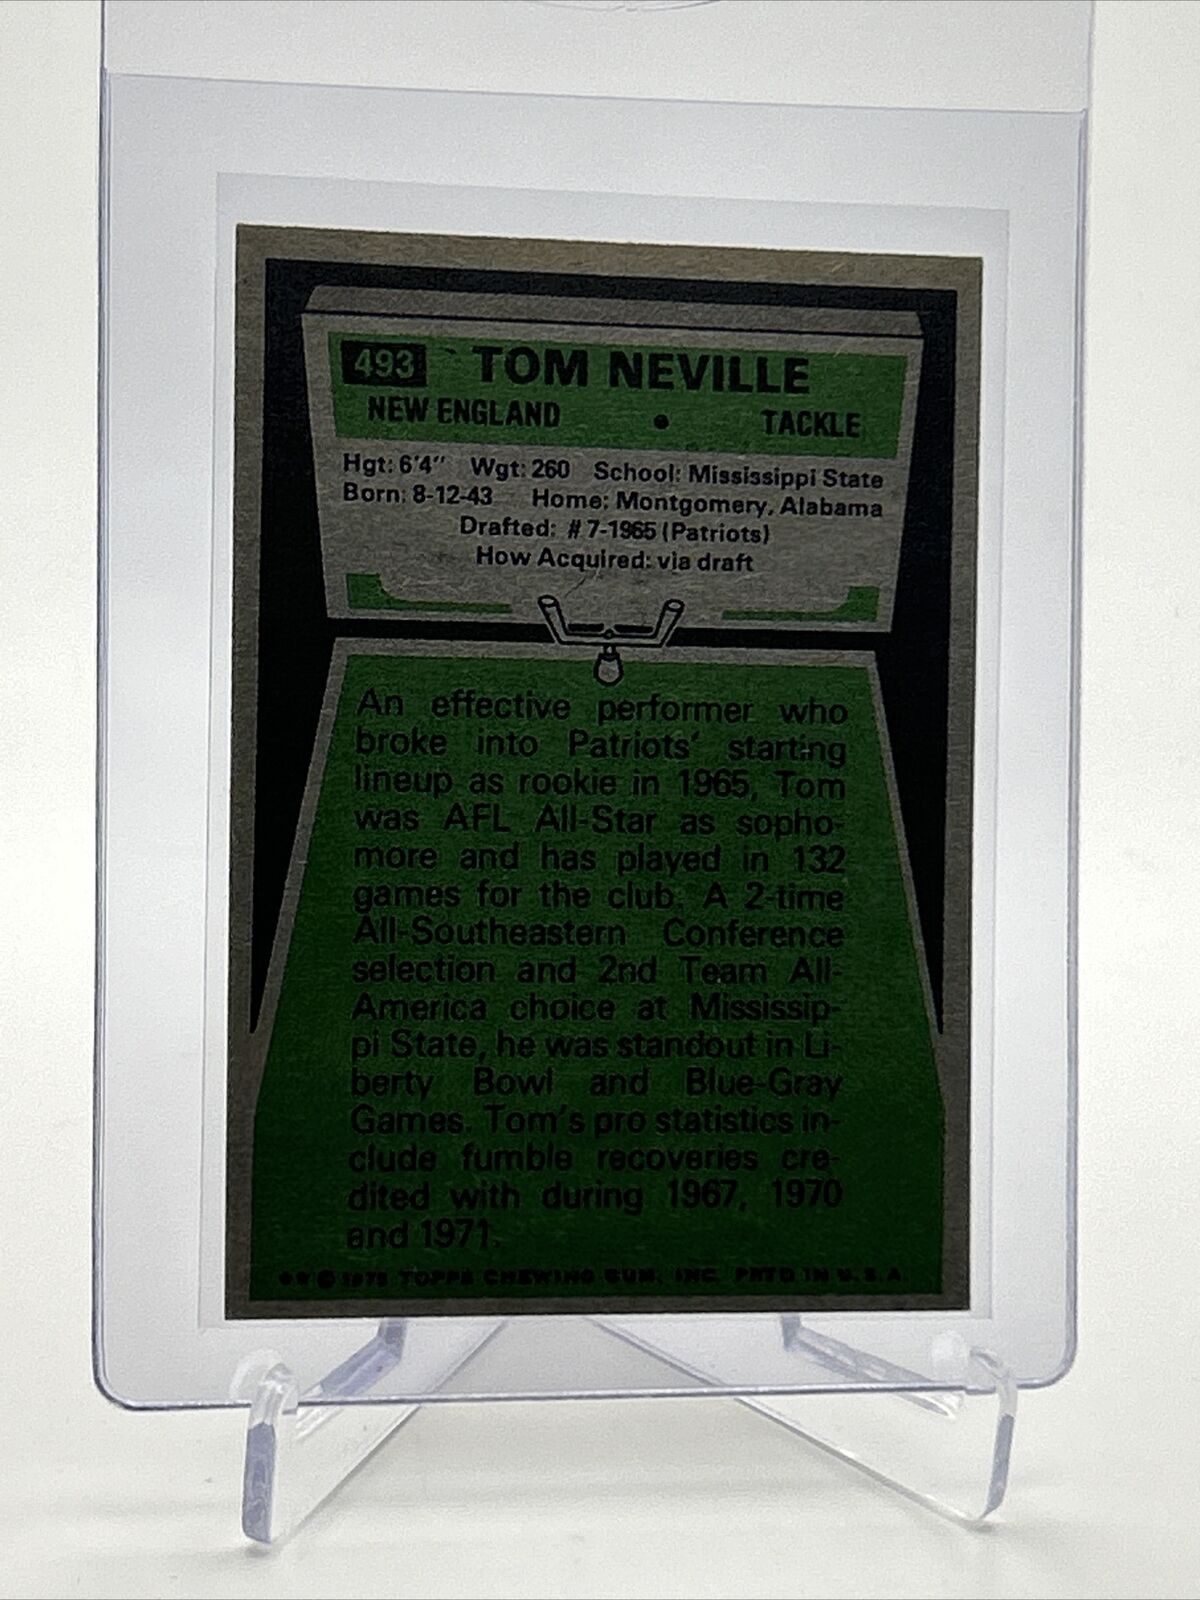 493 TOM NEVILLE
NEW ENGLAND • TACKLE
Hgt: 6'4" Wgt: 260 School: Mississippi State
Born: 8-12-43 Home: Montgomery, Alabama
Drafted: #7-1965 (Patriots)
How Acquired: via draft
An effective performer who
broke into Patriots' starting
lineup as rookie in 1965, Tom
was AFL All-Star as sopho-
more and has played in 132
games for the club. A 2-time
All-Southeastern Conference
selection and 2nd Team All-
America choice at Mississip-
pi State, he was standout in Li-
berty Bowl and Blue-Gray
Games. Tom's pro statistics in-
clude fumble recoveries cre-
dited with during 1967, 1970
and 1971.
** © 1975 TOPPS CHEWING GUM, INC. PRTD IN U.S.A.